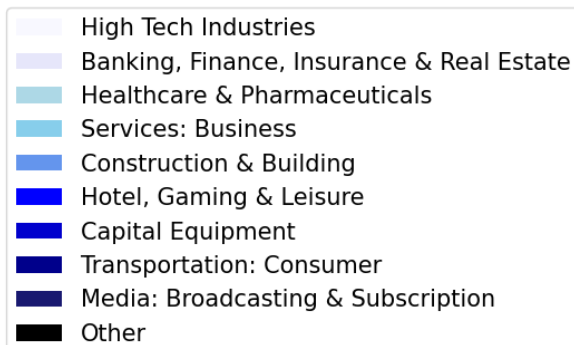 High Tech Industries
Banking, Finance, Insurance & Real Estate
Healthcare & Pharmaceuticals
Services: Business
Construction & Building
Hotel, Gaming & Leisure
Capital Equipment
Transportation: Consumer
Media: Broadcasting & Subscription
Other